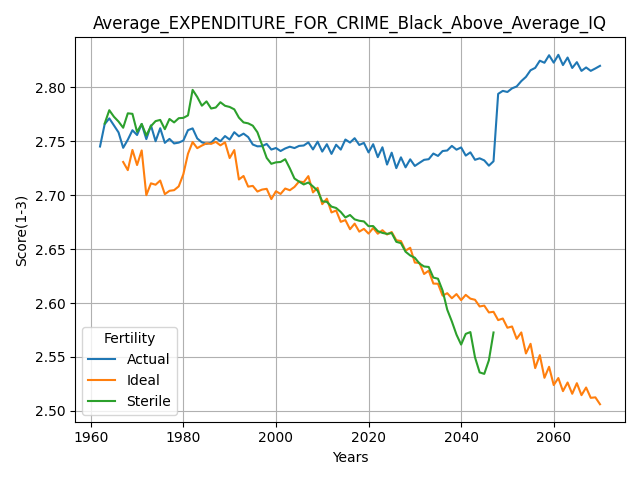 Average_EXPENDITURE_FOR_CRIME_Black_Above_Average_IQ
Score(1-3)
2.80
2.75
2.70
2.65
2.60
2.55
2.50
Fertility
Actual
Ideal
Sterile
1960 1980 2000 2020 2040 2060
Years